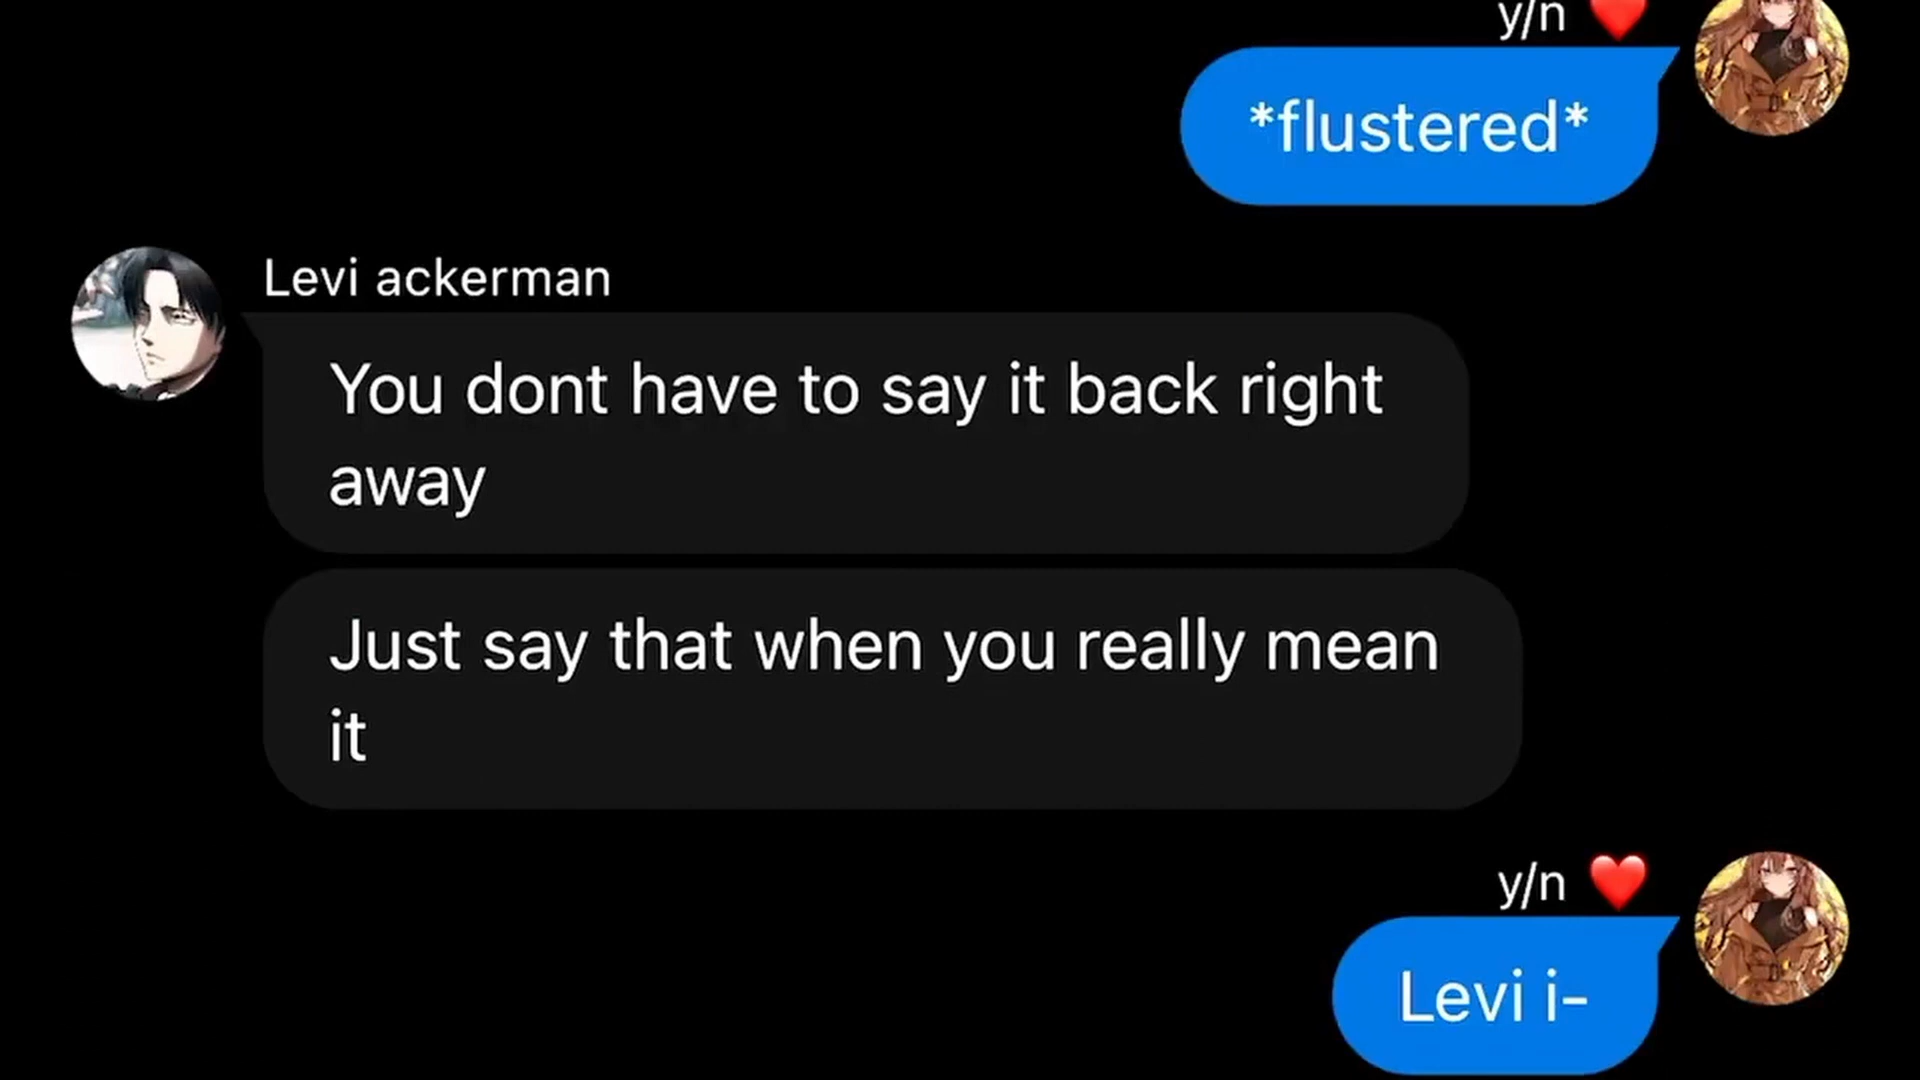 y/n ❤️
*flustered*
Levi ackerman
You dont have to say it back right
away
Just say that when you really mean
it
y/n ❤️
Levi i-